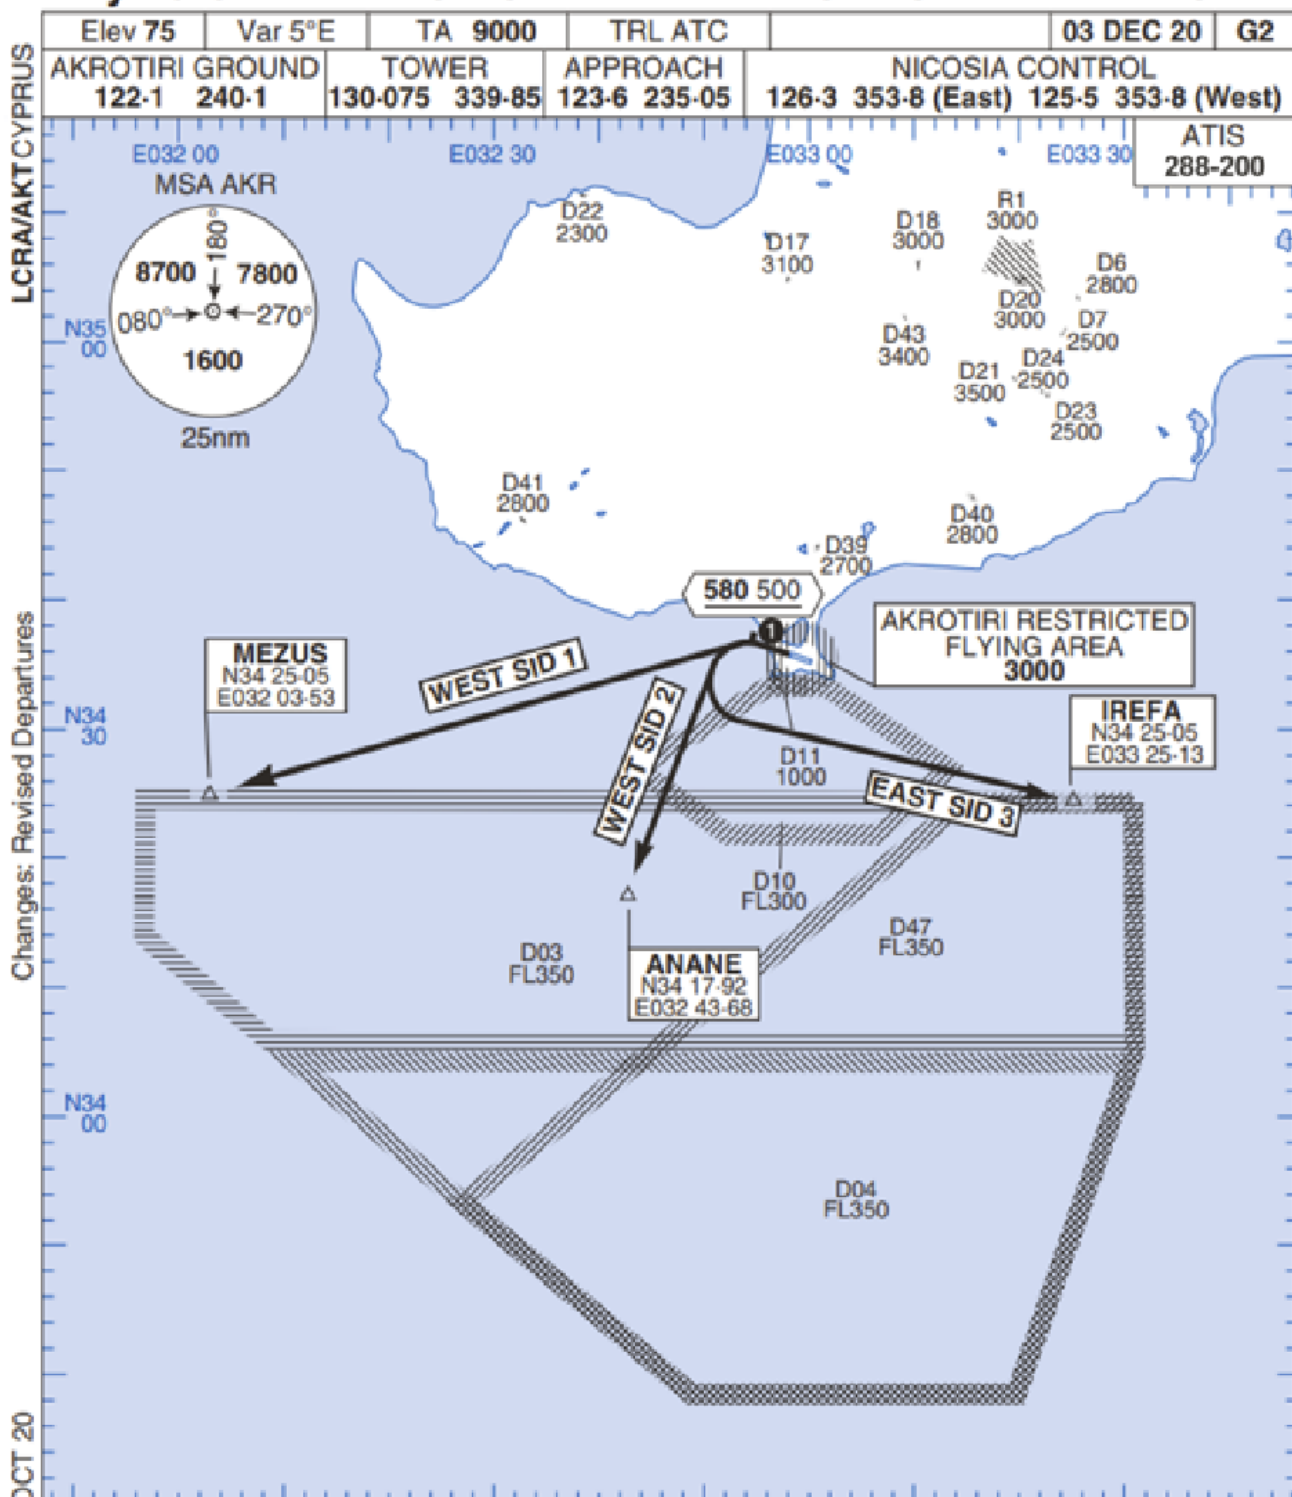 Elev 75 Var 5°E TA 9000 TRL ATC 03 DEC 20 G2
AKROTIRI GROUND TOWER APPROACH NICOSIA CONTROL
122·1 240·1 130·075 339·85 123·6 235·05 126·3 353·8 (East) 125·5 353·8 (West)
LCRA/AKT CYPRUS
ATIS
288·200
E032 00 E032 30 E033 00 E033 30
MSA AKR
180°
8700 7800
080° 270°
1600
25nm
D22
2300
D17
3100
D18
3000
R1
3000
D6
2800
D20
3000
D7
2500
D43
3400
D24
2500
D21
3500
D23
2500
N35
00
D41
2800
D40
2800
D39
2700
580 500
1
AKROTIRI RESTRICTED
FLYING AREA
3000
MEZUS
N34 25·05
E032 03·53
WEST SID 1
WEST SID 2
EAST SID 3
IREFA
N34 25·05
E033 25·13
N34
30
D11
1000
D10
FL300
D47
FL350
D03
FL350
ANANE
N34 17·92
E032 43·68
N34
00
D04
FL350
Changes: Revised Departures
OCT 20